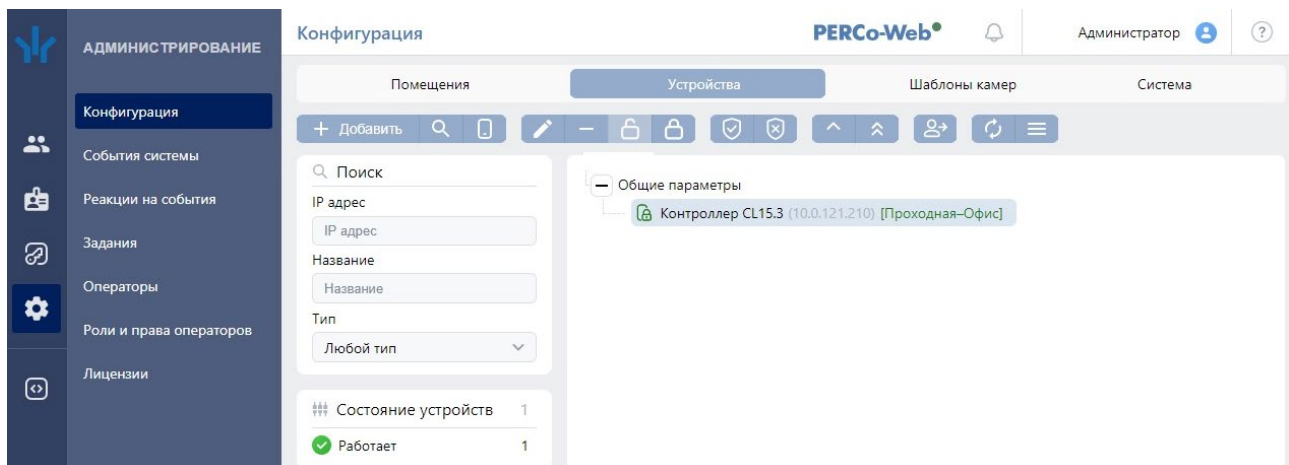 АДМИНИСТРИРОВАНИЕ
Конфигурация
События системы
Реакции на события
Задания
Операторы
Роли и права операторов
Лицензии
Конфигурация
PERCo-Web
Администратор
?
Помещения
Устройства
Шаблоны камер
Система
+ Добавить
Поиск
IP адрес
IP адрес
Название
Название
Тип
Любой тип
Состояние устройств 1
Работает 1
Общие параметры
Контроллер CL15.3 (10.0.121.210) [Проходная–Офис]